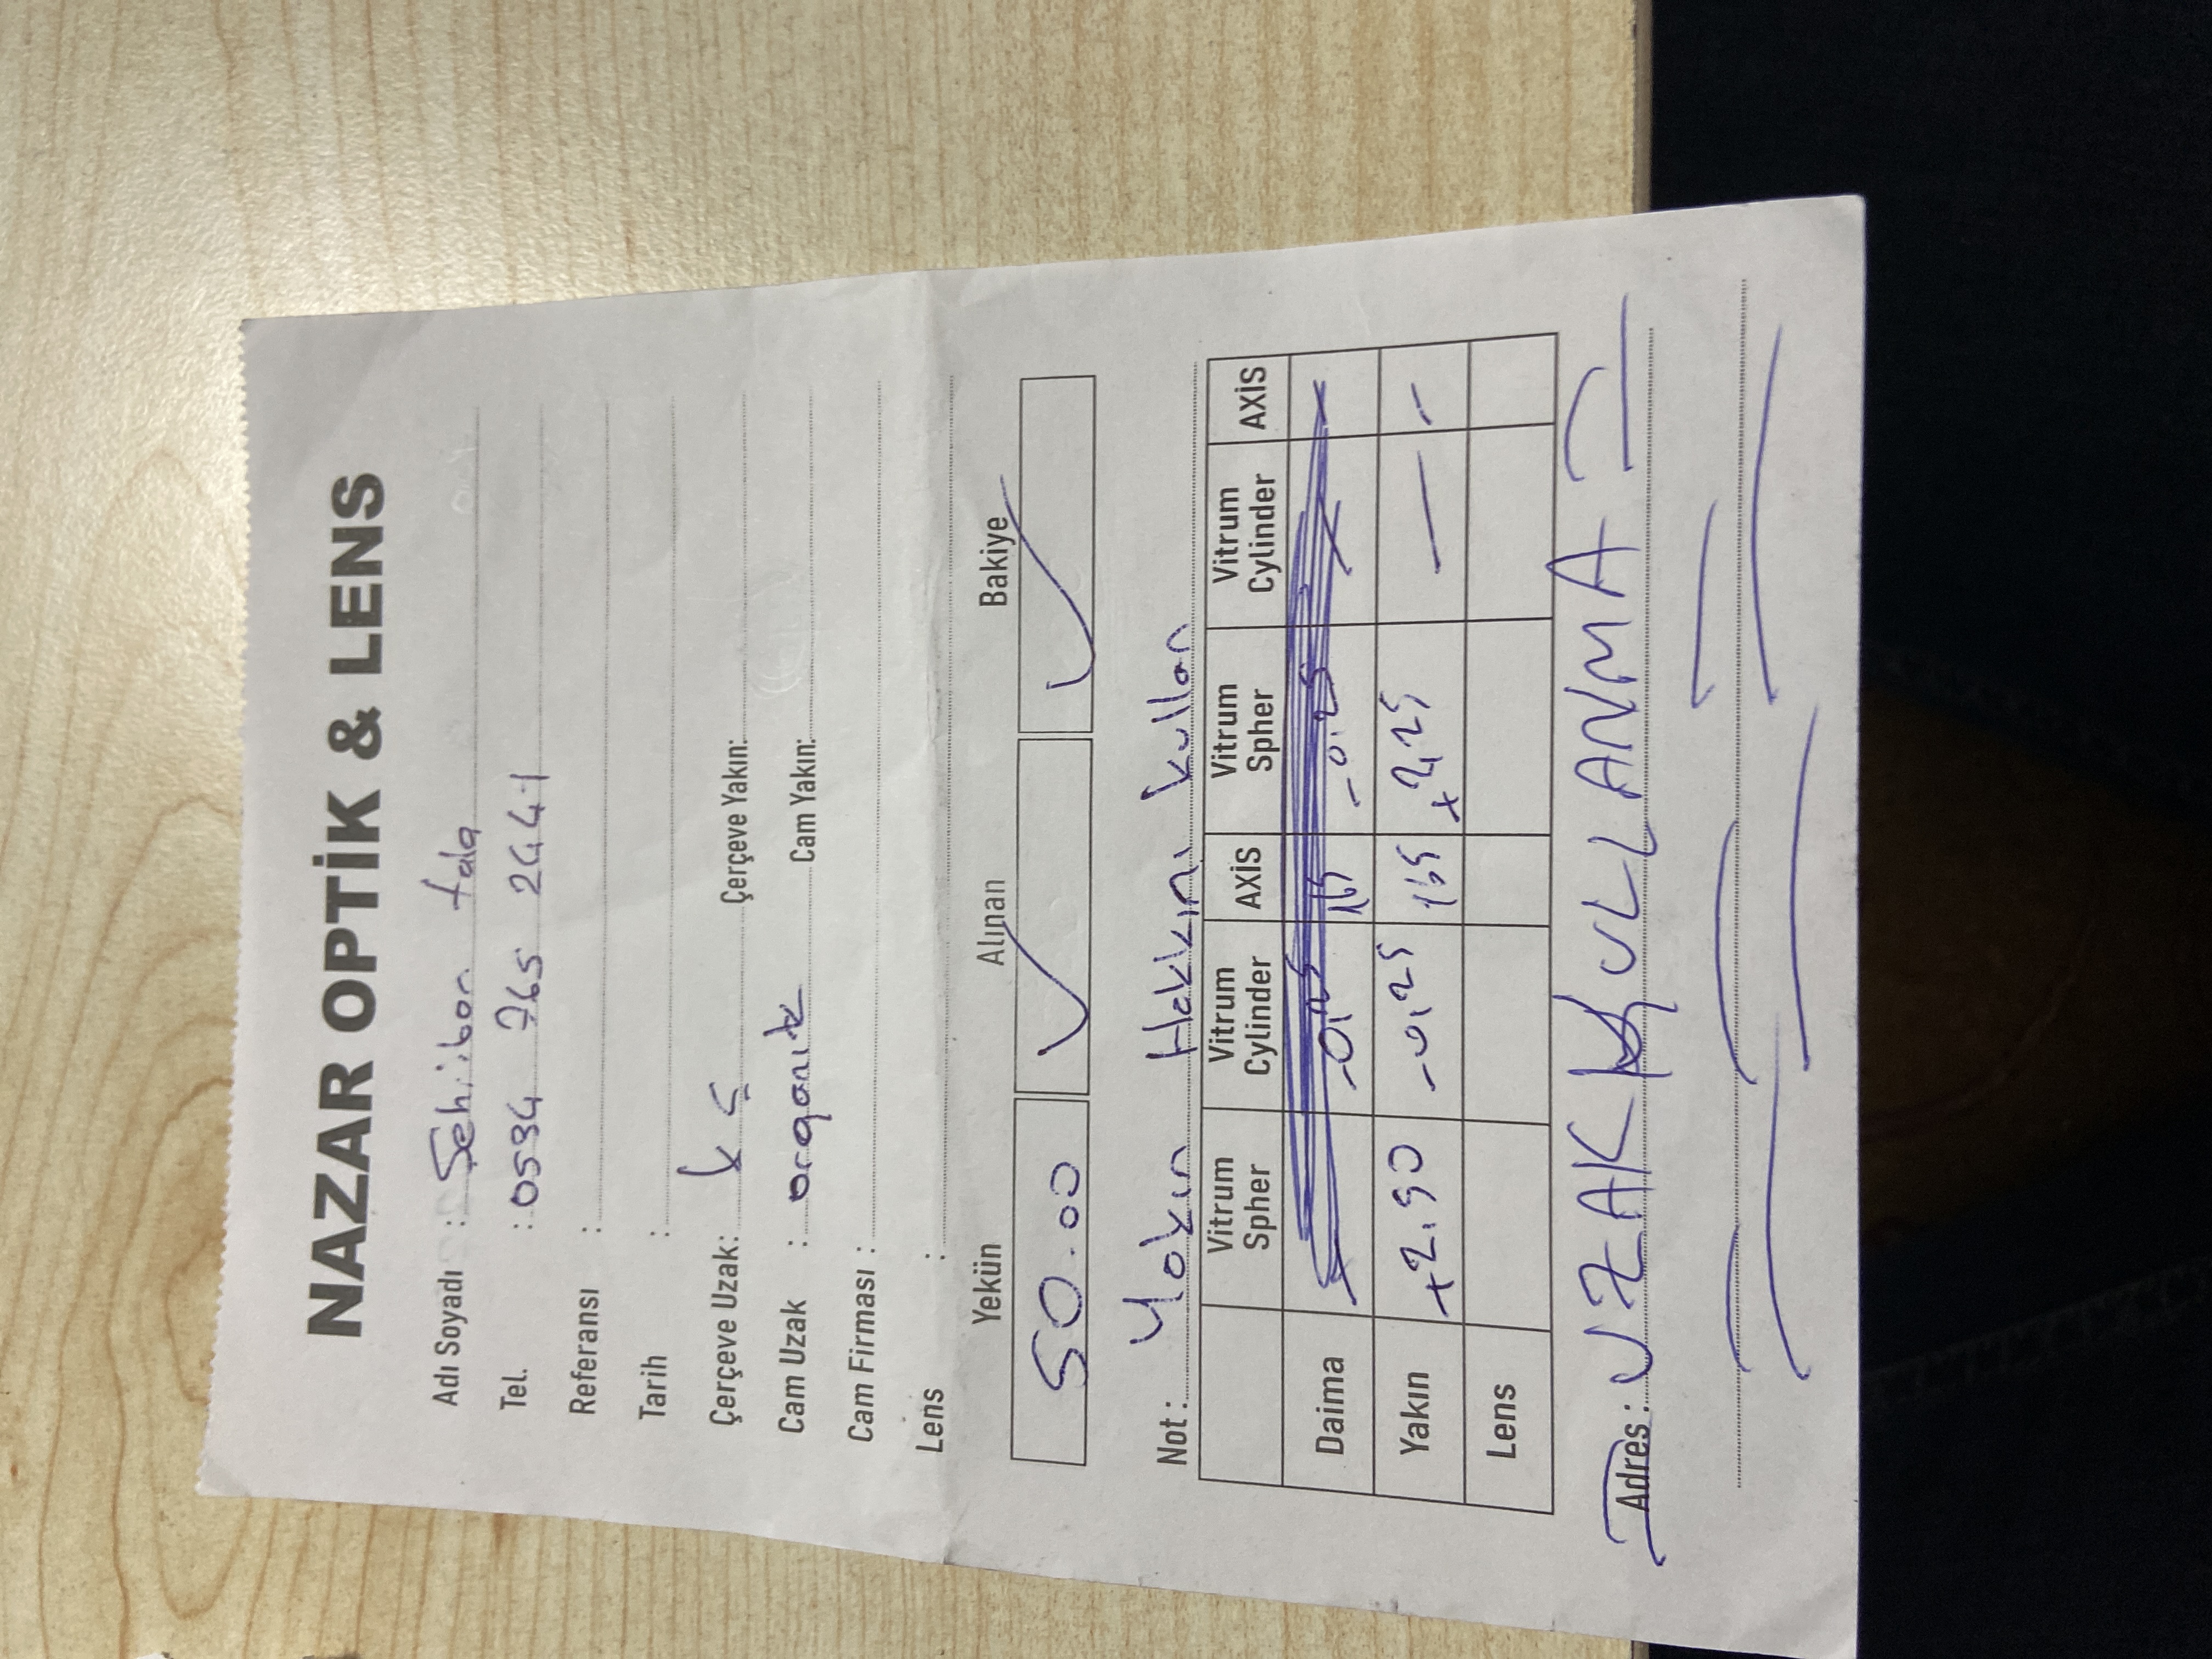 NAZAR OPTİK & LENS
Adı Soyadı : Şehriban tala
Tel. : 0534 765 2441
Referansı :
Tarih :
Çerçeve Uzak: kç Çerçeve Yakın:
Cam Uzak : organik Cam Yakın:
Cam Firması :
Lens :
Yekün Alınan Bakiye
50.00 ✓ ✓
Not : Yakın Hakkını kullan
Vitrum Spher Vitrum Cylinder AXİS Vitrum Spher Vitrum Cylinder AXİS
Daima — -0,25 165 -0,25 — —
Yakın +2,50 -0,25 165 +2,25 — —
Lens
Adres : UZAK KULLANMA